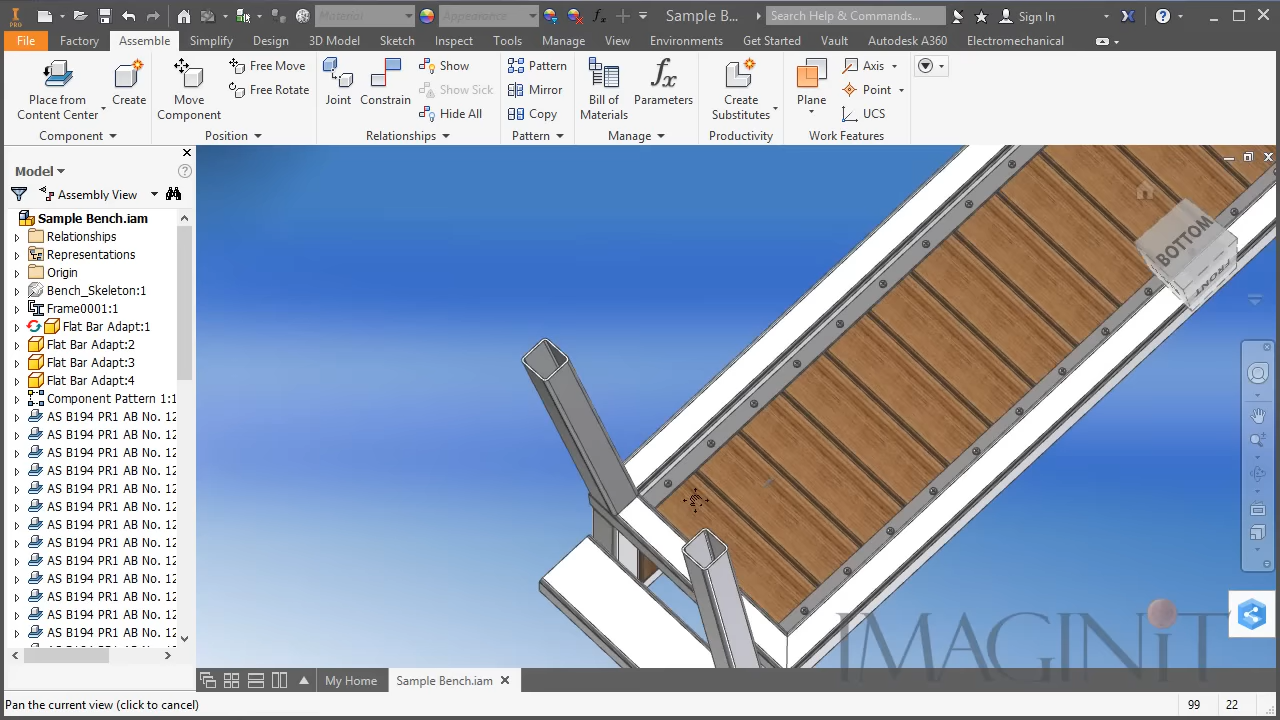 PRO
Material
Appearance
Sample B...
Search Help & Commands...
Sign In
File
Factory
Assemble
Simplify
Design
3D Model
Sketch
Inspect
Tools
Manage
View
Environments
Get Started
Vault
Autodesk A360
Electromechanical
Place from
Content Center
Create
Move
Component
Free Move
Free Rotate
Joint
Constrain
Show
Show Sick
Hide All
Pattern
Mirror
Copy
Bill of
Materials
fx
Parameters
Create
Substitutes
Plane
Axis
Point
UCS
Component
Position
Relationships
Pattern
Manage
Productivity
Work Features
Model
Assembly View
Sample Bench.iam
Relationships
Representations
Origin
Bench_Skeleton:1
Frame0001:1
Flat Bar Adapt:1
Flat Bar Adapt:2
Flat Bar Adapt:3
Flat Bar Adapt:4
Component Pattern 1:1
AS B194 PR1 AB No. 12
AS B194 PR1 AB No. 12
AS B194 PR1 AB No. 12
AS B194 PR1 AB No. 12
AS B194 PR1 AB No. 12
AS B194 PR1 AB No. 12
AS B194 PR1 AB No. 12
AS B194 PR1 AB No. 12
AS B194 PR1 AB No. 12
AS B194 PR1 AB No. 12
AS B194 PR1 AB No. 12
AS B194 PR1 AB No. 12
AS B194 PR1 AB No. 12
BOTTOM
FRONT
IMAGINiT
My Home
Sample Bench.iam
Pan the current view (click to cancel)
99
22